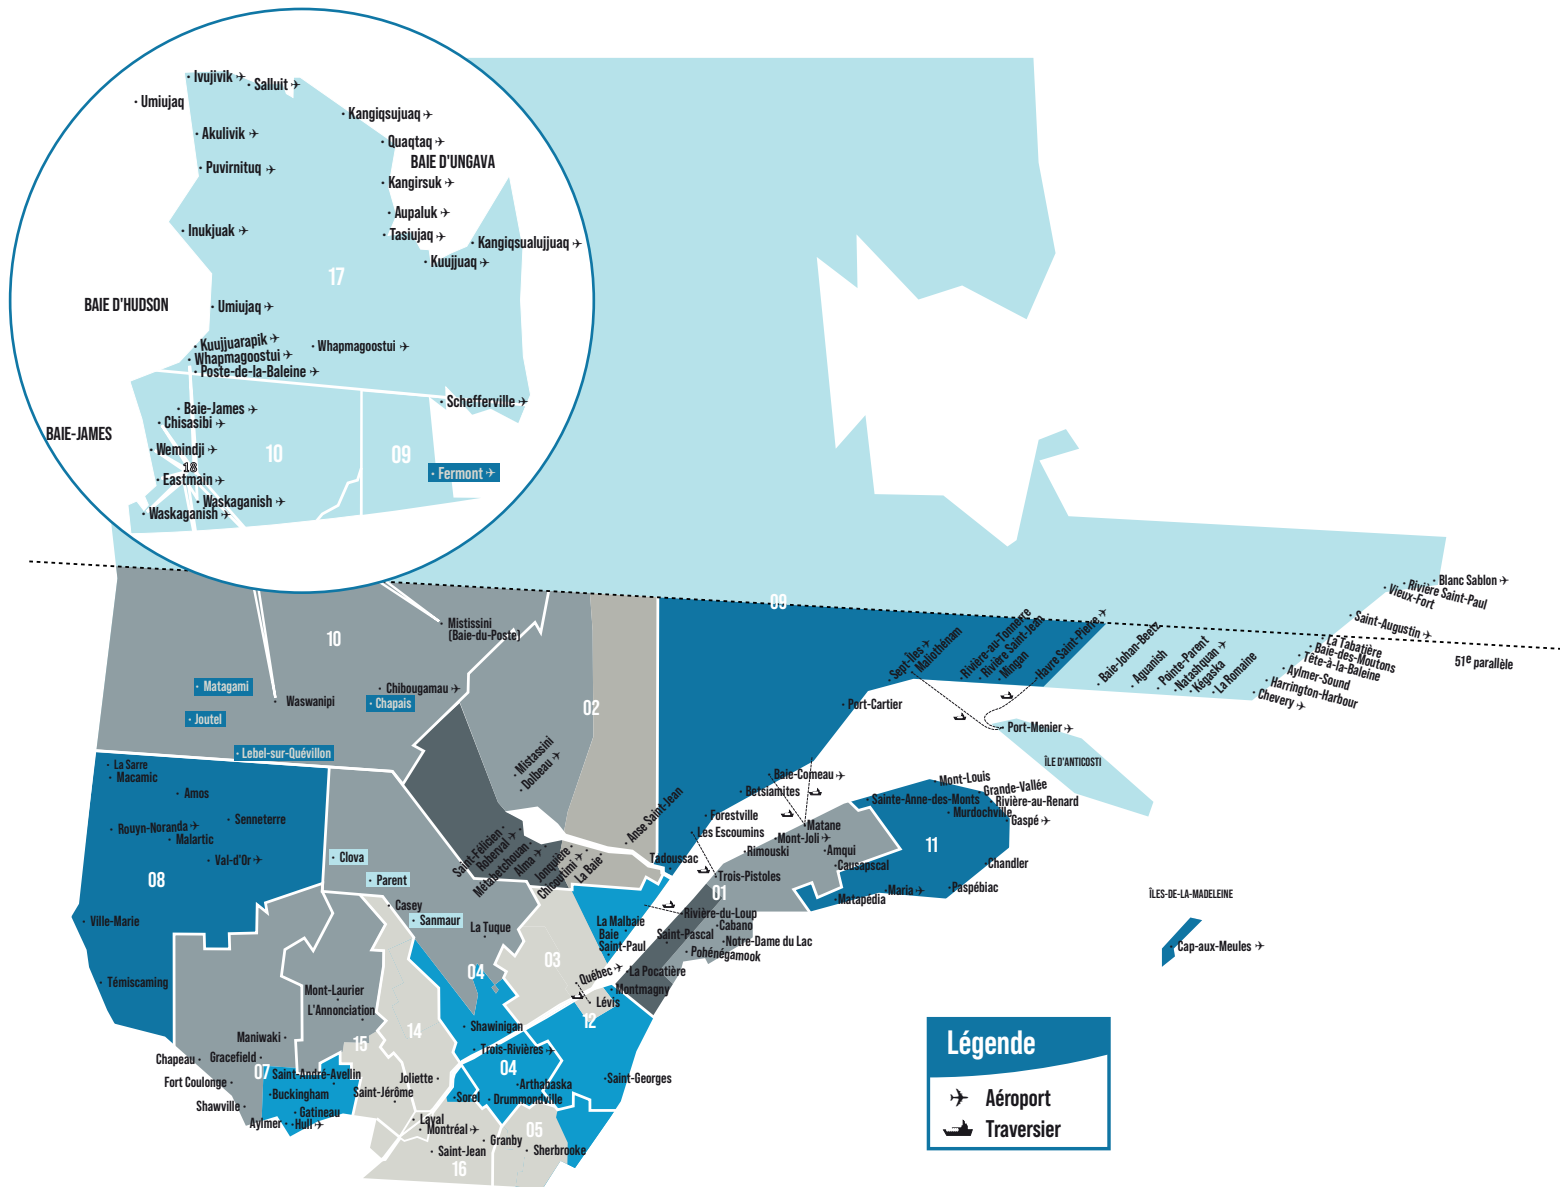 Ivujivik
Salluit
Umiujaq
Kangiqsujuaq
Akulivik
Quaqtaq
BAIE D'UNGAVA
Puvirnituq
Kangirsuk
Aupaluk
Inukjuak
Tasiujaq
Kangiqsualujjuaq
Kuujjuaq
17
BAIE D'HUDSON
Umiujaq
Kuujjuarapik
Whapmagoostui
Whapmagoostui
Poste-de-la-Baleine
Schefferville
Baie-James
Chisasibi
BAIE-JAMES
Wemindji
10
09
18
Fermont
Eastmain
Waskaganish
Waskaganish
Blanc Sablon
Rivière Saint-Paul
Vieux-Fort
Saint-Augustin
51e parallèle
La Tabatière
Baie-des-Moutons
Tête-à-la-Baleine
Aylmer-Sound
Harrington-Harbour
Chevery
09
Mistissini
(Baie-du-Poste)
10
Sept-Îles
Maliothénam
Rivière-au-Tonnerre
Rivière Saint-Jean
Mingan
Havre Saint-Pierre
Baie-Johan-Beetz
Aguanish
Pointe-Parent
Natashquan
Kégaska
La Romaine
Matagami
Chibougamau
Waswanipi
Chapais
Joutel
02
Port-Cartier
Port-Menier
Lebel-sur-Quévillon
ÎLE D'ANTICOSTI
La Sarre
Macamic
Mistassini
Dolbeau
Amos
Baie-Comeau
Betsiamites
Mont-Louis
Grande-Vallée
Sainte-Anne-des-Monts
Rivière-au-Renard
Murdochville
Gaspé
Rouyn-Noranda
Senneterre
Malartic
Anse Saint-Jean
Forestville
Les Escoumins
Matane
Mont-Joli
Val-d'Or
Clova
Saint-Félicien
Roberval
Métabetchouan
Alma
Jonquière
Chicoutimi
La Baie
Tadoussac
Rimouski
Amqui
Causapscal
11
Chandler
08
Parent
Trois-Pistoles
01
Maria
Paspébiac
Matapédia
ÎLES-DE-LA-MADELEINE
Ville-Marie
Casey
Sanmaur
La Tuque
La Malbaie
Baie
Saint-Paul
Rivière-du-Loup
Cabano
Saint-Pascal
Notre-Dame du Lac
Pohénégamook
Cap-aux-Meules
03
04
Québec
La Pocatière
Témiscaming
Mont-Laurier
Montmagny
L'Annonciation
Lévis
12
Shawinigan
14
15
Maniwaki
Trois-Rivières
Chapeau
Gracefield
07
04
Fort Coulonge
Saint-André-Avellin
Joliette
Arthabaska
Saint-Georges
Buckingham
Saint-Jérôme
Sorel
Drummondville
Shawville
Gatineau
Aylmer
Hull
Laval
Montréal
05
Granby
Saint-Jean
Sherbrooke
16
Légende
Aéroport
Traversier